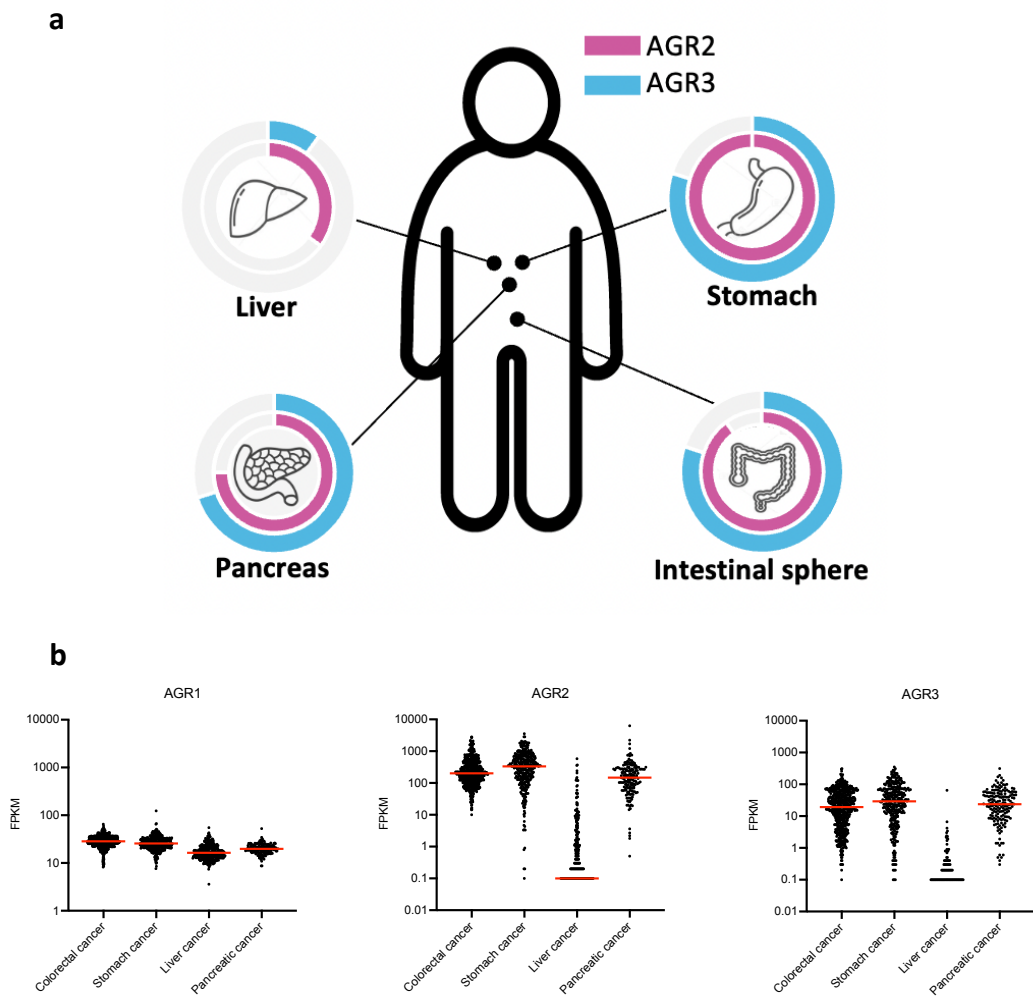 a
AGR2
AGR3
Liver
Stomach
Pancreas
Intestinal sphere
b
AGR1
10000
1000
100
10
1
FPKM
Colorectal cancer
Stomach cancer
Liver cancer
Pancreatic cancer
AGR2
10000
1000
100
10
1
0.1
0.01
FPKM
Colorectal cancer
Stomach cancer
Liver cancer
Pancreatic cancer
AGR3
10000
1000
100
10
1
0.1
0.01
FPKM
Colorectal cancer
Stomach cancer
Liver cancer
Pancreatic cancer